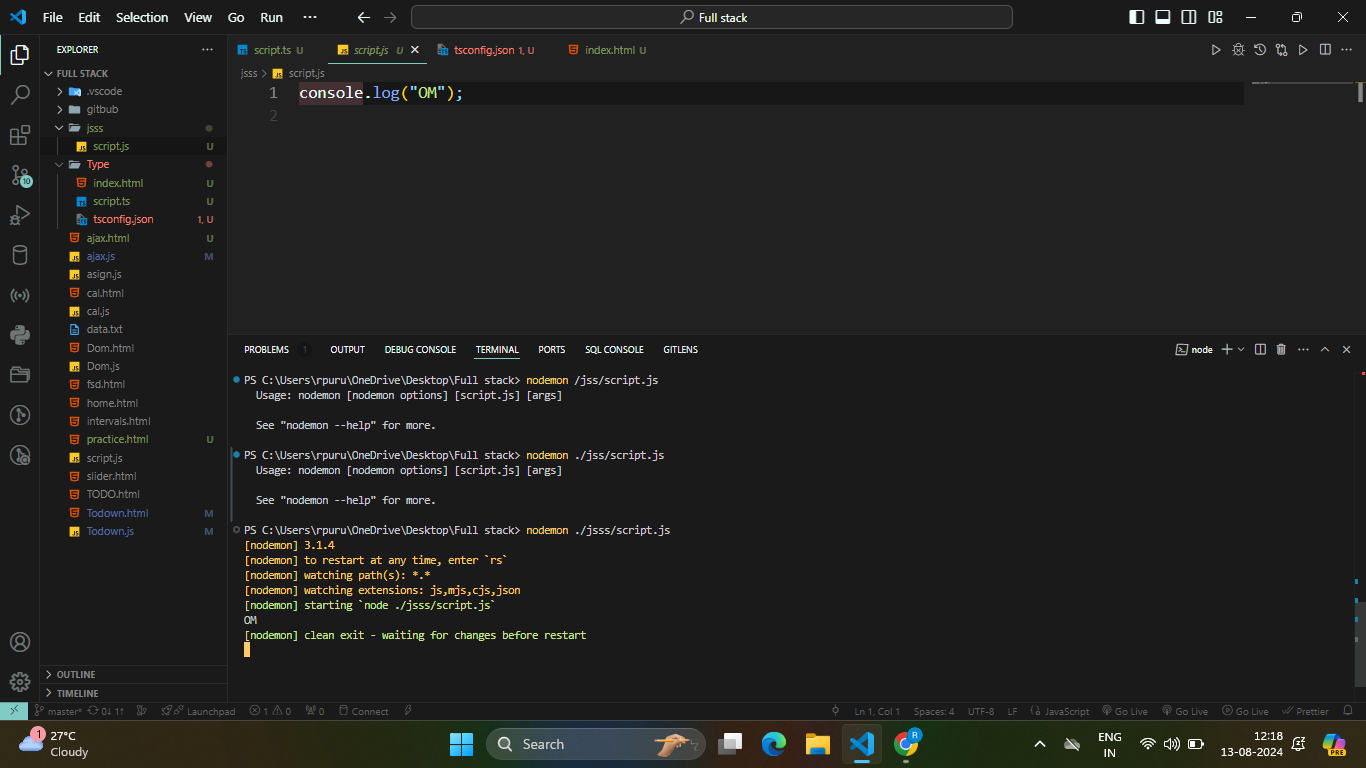 File Edit Selection View Go Run ··· Full stack
EXPLORER ···
FULL STACK
.vscode
gitbub
jsss
script.js U
Type
index.html U
script.ts U
tsconfig.json 1, U
ajax.html U
ajax.js M
asign.js
cal.html
cal.js
data.txt
Dom.html
Dom.js
fsd.html
home.html
intervals.html
practice.html U
script.js
slider.html
TODO.html
Todown.html M
Todown.js M
OUTLINE
TIMELINE
10
script.ts U script.js U tsconfig.json 1, U index.html U
jsss > script.js
1 console.log("OM");
2
PROBLEMS 1 OUTPUT DEBUG CONSOLE TERMINAL PORTS SQL CONSOLE GITLENS node
PS C:\Users\rpuru\OneDrive\Desktop\Full stack> nodemon /jss/script.js
Usage: nodemon [nodemon options] [script.js] [args]
See "nodemon --help" for more.
PS C:\Users\rpuru\OneDrive\Desktop\Full stack> nodemon ./jss/script.js
Usage: nodemon [nodemon options] [script.js] [args]
See "nodemon --help" for more.
PS C:\Users\rpuru\OneDrive\Desktop\Full stack> nodemon ./jsss/script.js
[nodemon] 3.1.4
[nodemon] to restart at any time, enter `rs`
[nodemon] watching path(s): *.*
[nodemon] watching extensions: js,mjs,cjs,json
[nodemon] starting `node ./jsss/script.js`
OM
[nodemon] clean exit - waiting for changes before restart
master* 0↓ 1↑ Launchpad 1 0 0 Connect Ln 1, Col 1 Spaces: 4 UTF-8 LF JavaScript Go Live Go Live Go Live Prettier
1 27°C
Cloudy
Search
R
ENG
IN
12:18
13-08-2024
PRE